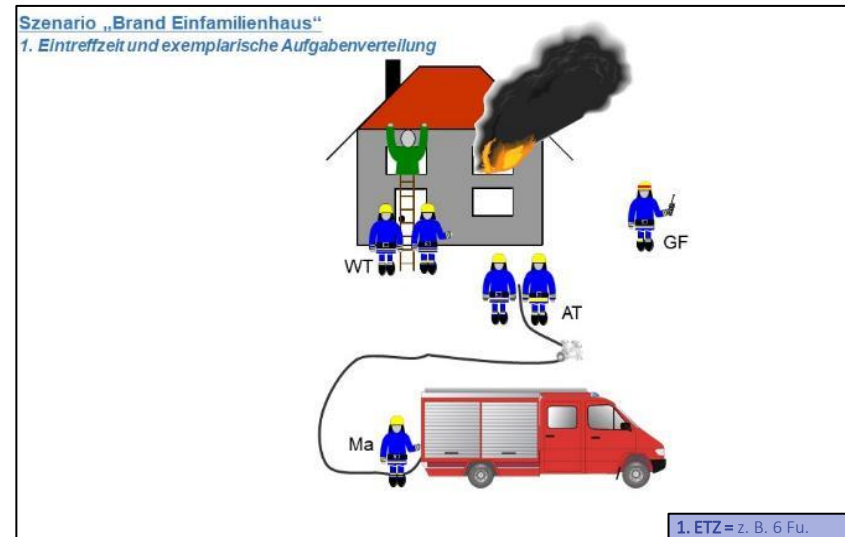 Szenario „Brand Einfamilienhaus“
1. Eintreffzeit und exemplarische Aufgabenverteilung
WT
GF
AT
Ma
1. ETZ = z. B. 6 Fu.